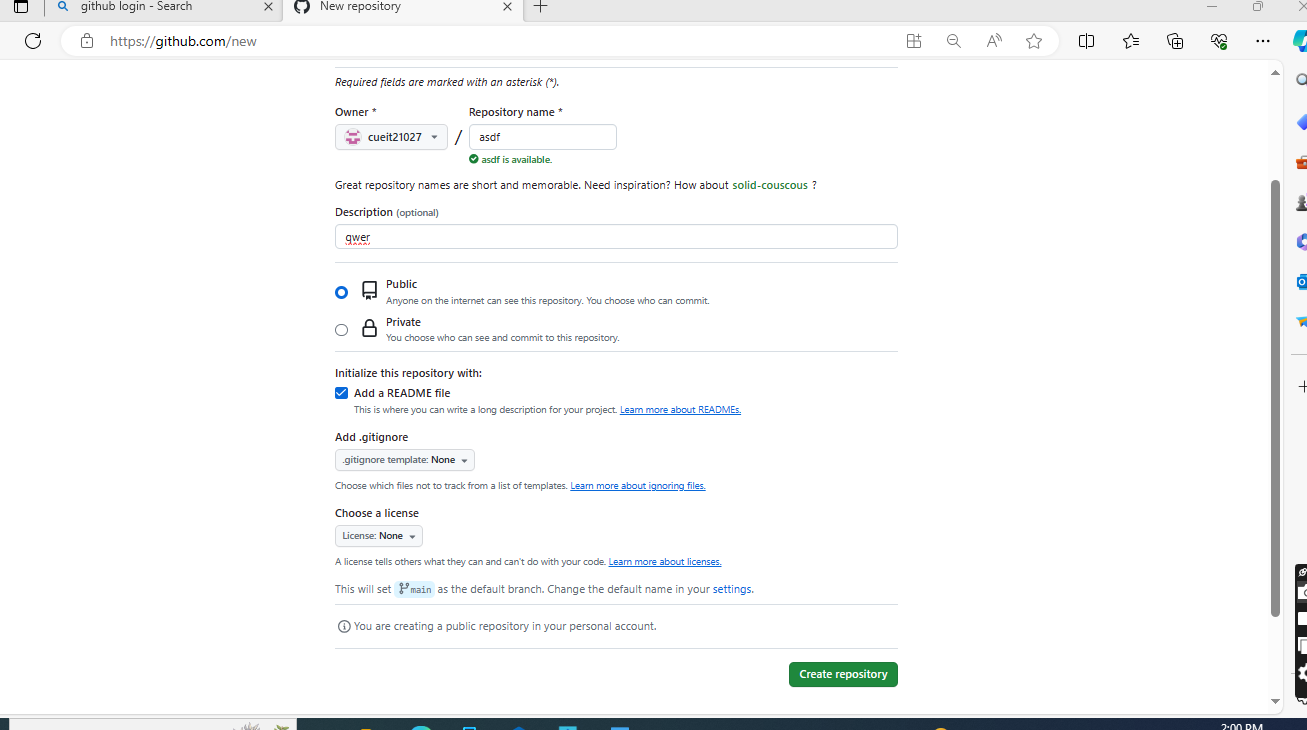 github login - Search
New repository
https://github.com/new
Required fields are marked with an asterisk (*).
Owner * Repository name *
cueit21027 / asdf
asdf is available.
Great repository names are short and memorable. Need inspiration? How about solid-couscous ?
Description (optional)
qwer
Public
Anyone on the internet can see this repository. You choose who can commit.
Private
You choose who can see and commit to this repository.
Initialize this repository with:
Add a README file
This is where you can write a long description for your project. Learn more about READMEs.
Add .gitignore
.gitignore template: None
Choose which files not to track from a list of templates. Learn more about ignoring files.
Choose a license
License: None
A license tells others what they can and can't do with your code. Learn more about licenses.
This will set main as the default branch. Change the default name in your settings.
You are creating a public repository in your personal account.
Create repository
2:00 PM